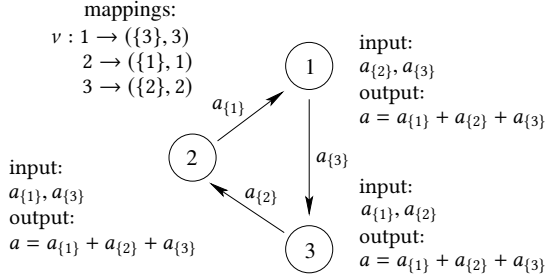 mappings:
ν : 1 → ({3}, 3)
2 → ({1}, 1)
3 → ({2}, 2)
1
input:
a_{2}, a_{3}
output:
a = a_{1} + a_{2} + a_{3}
a_{1}
2
a_{3}
input:
a_{1}, a_{3}
output:
a = a_{1} + a_{2} + a_{3}
a_{2}
3
input:
a_{1}, a_{2}
output:
a = a_{1} + a_{2} + a_{3}